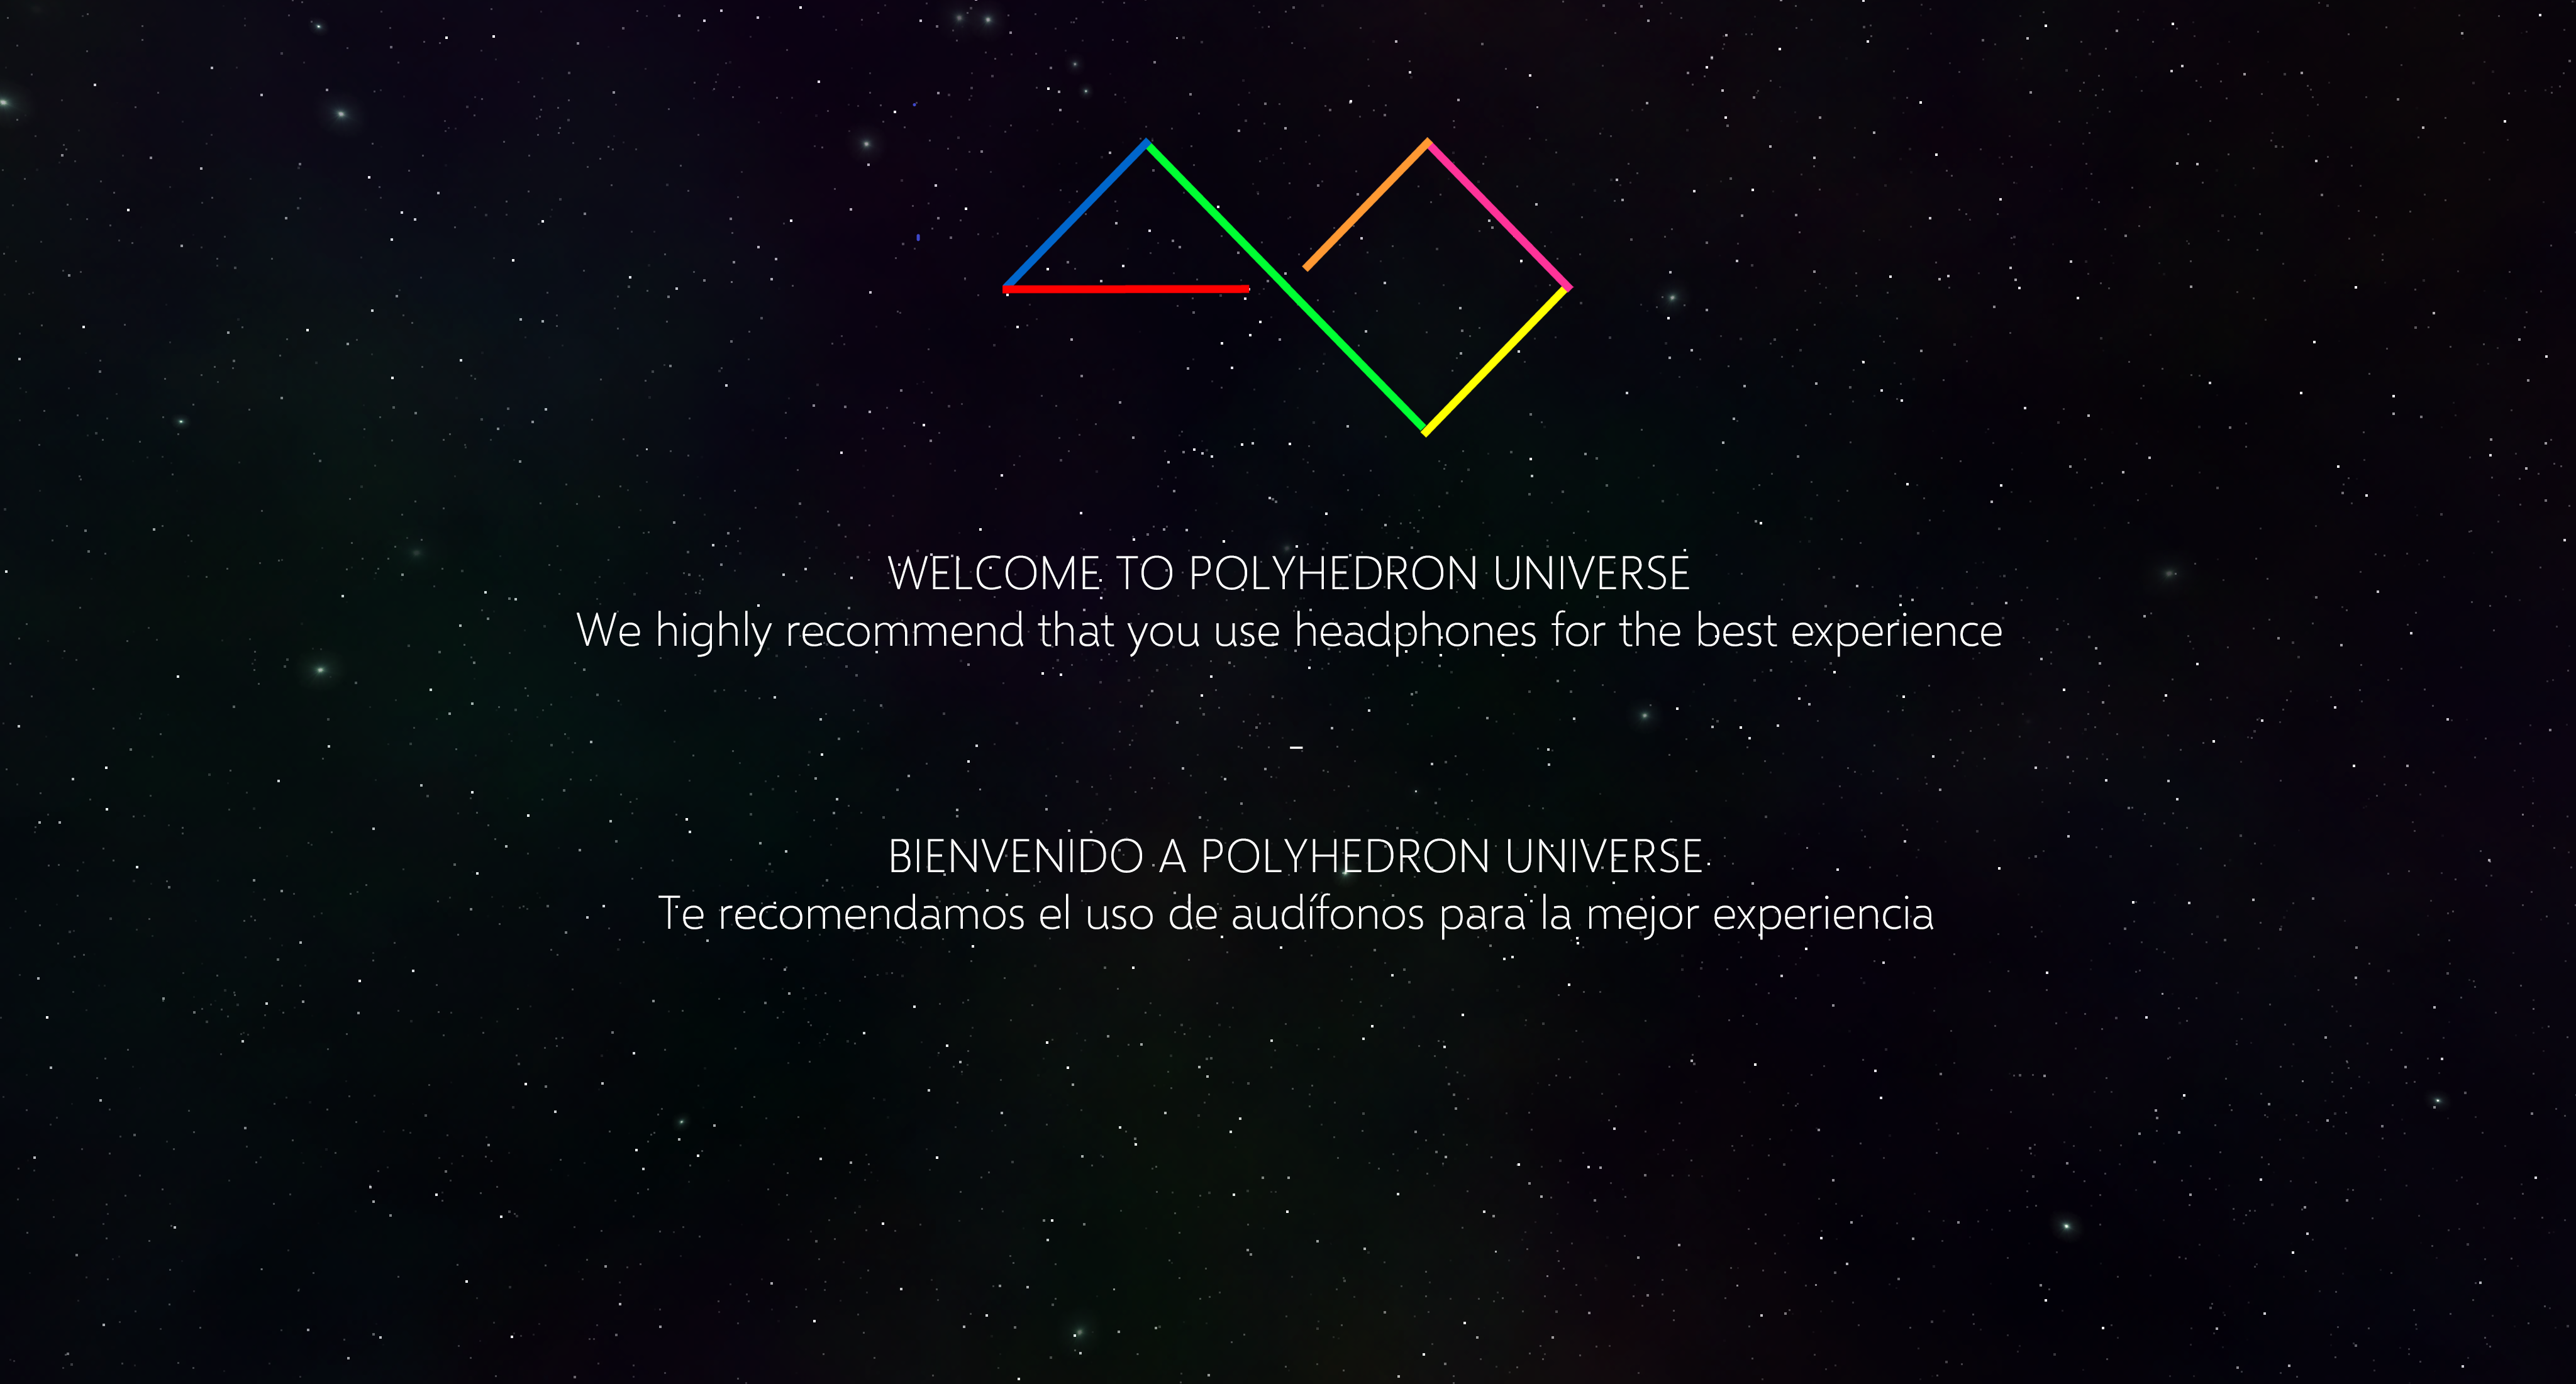 WELCOME TO POLYHEDRON UNIVERSE
We highly recommend that you use headphones for the best experience
-
BIENVENIDO A POLYHEDRON UNIVERSE
Te recomendamos el uso de audífonos para la mejor experiencia